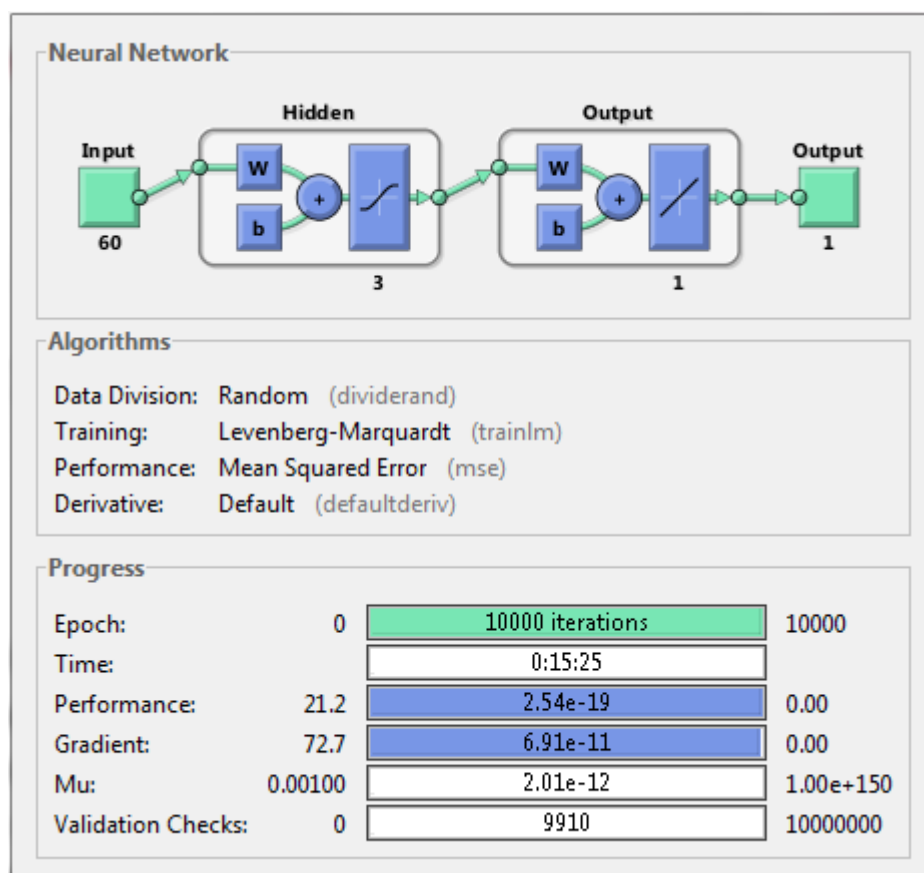 Neural Network
Hidden
Output
Input
Output
W
b
+
W
b
+
60
3
1
1
Algorithms
Data Division: Random (dividerand)
Training: Levenberg-Marquardt (trainlm)
Performance: Mean Squared Error (mse)
Derivative: Default (defaultderiv)
Progress
Epoch: 0 10000 iterations 10000
Time: 0:15:25
Performance: 21.2 2.54e-19 0.00
Gradient: 72.7 6.91e-11 0.00
Mu: 0.00100 2.01e-12 1.00e+150
Validation Checks: 0 9910 10000000